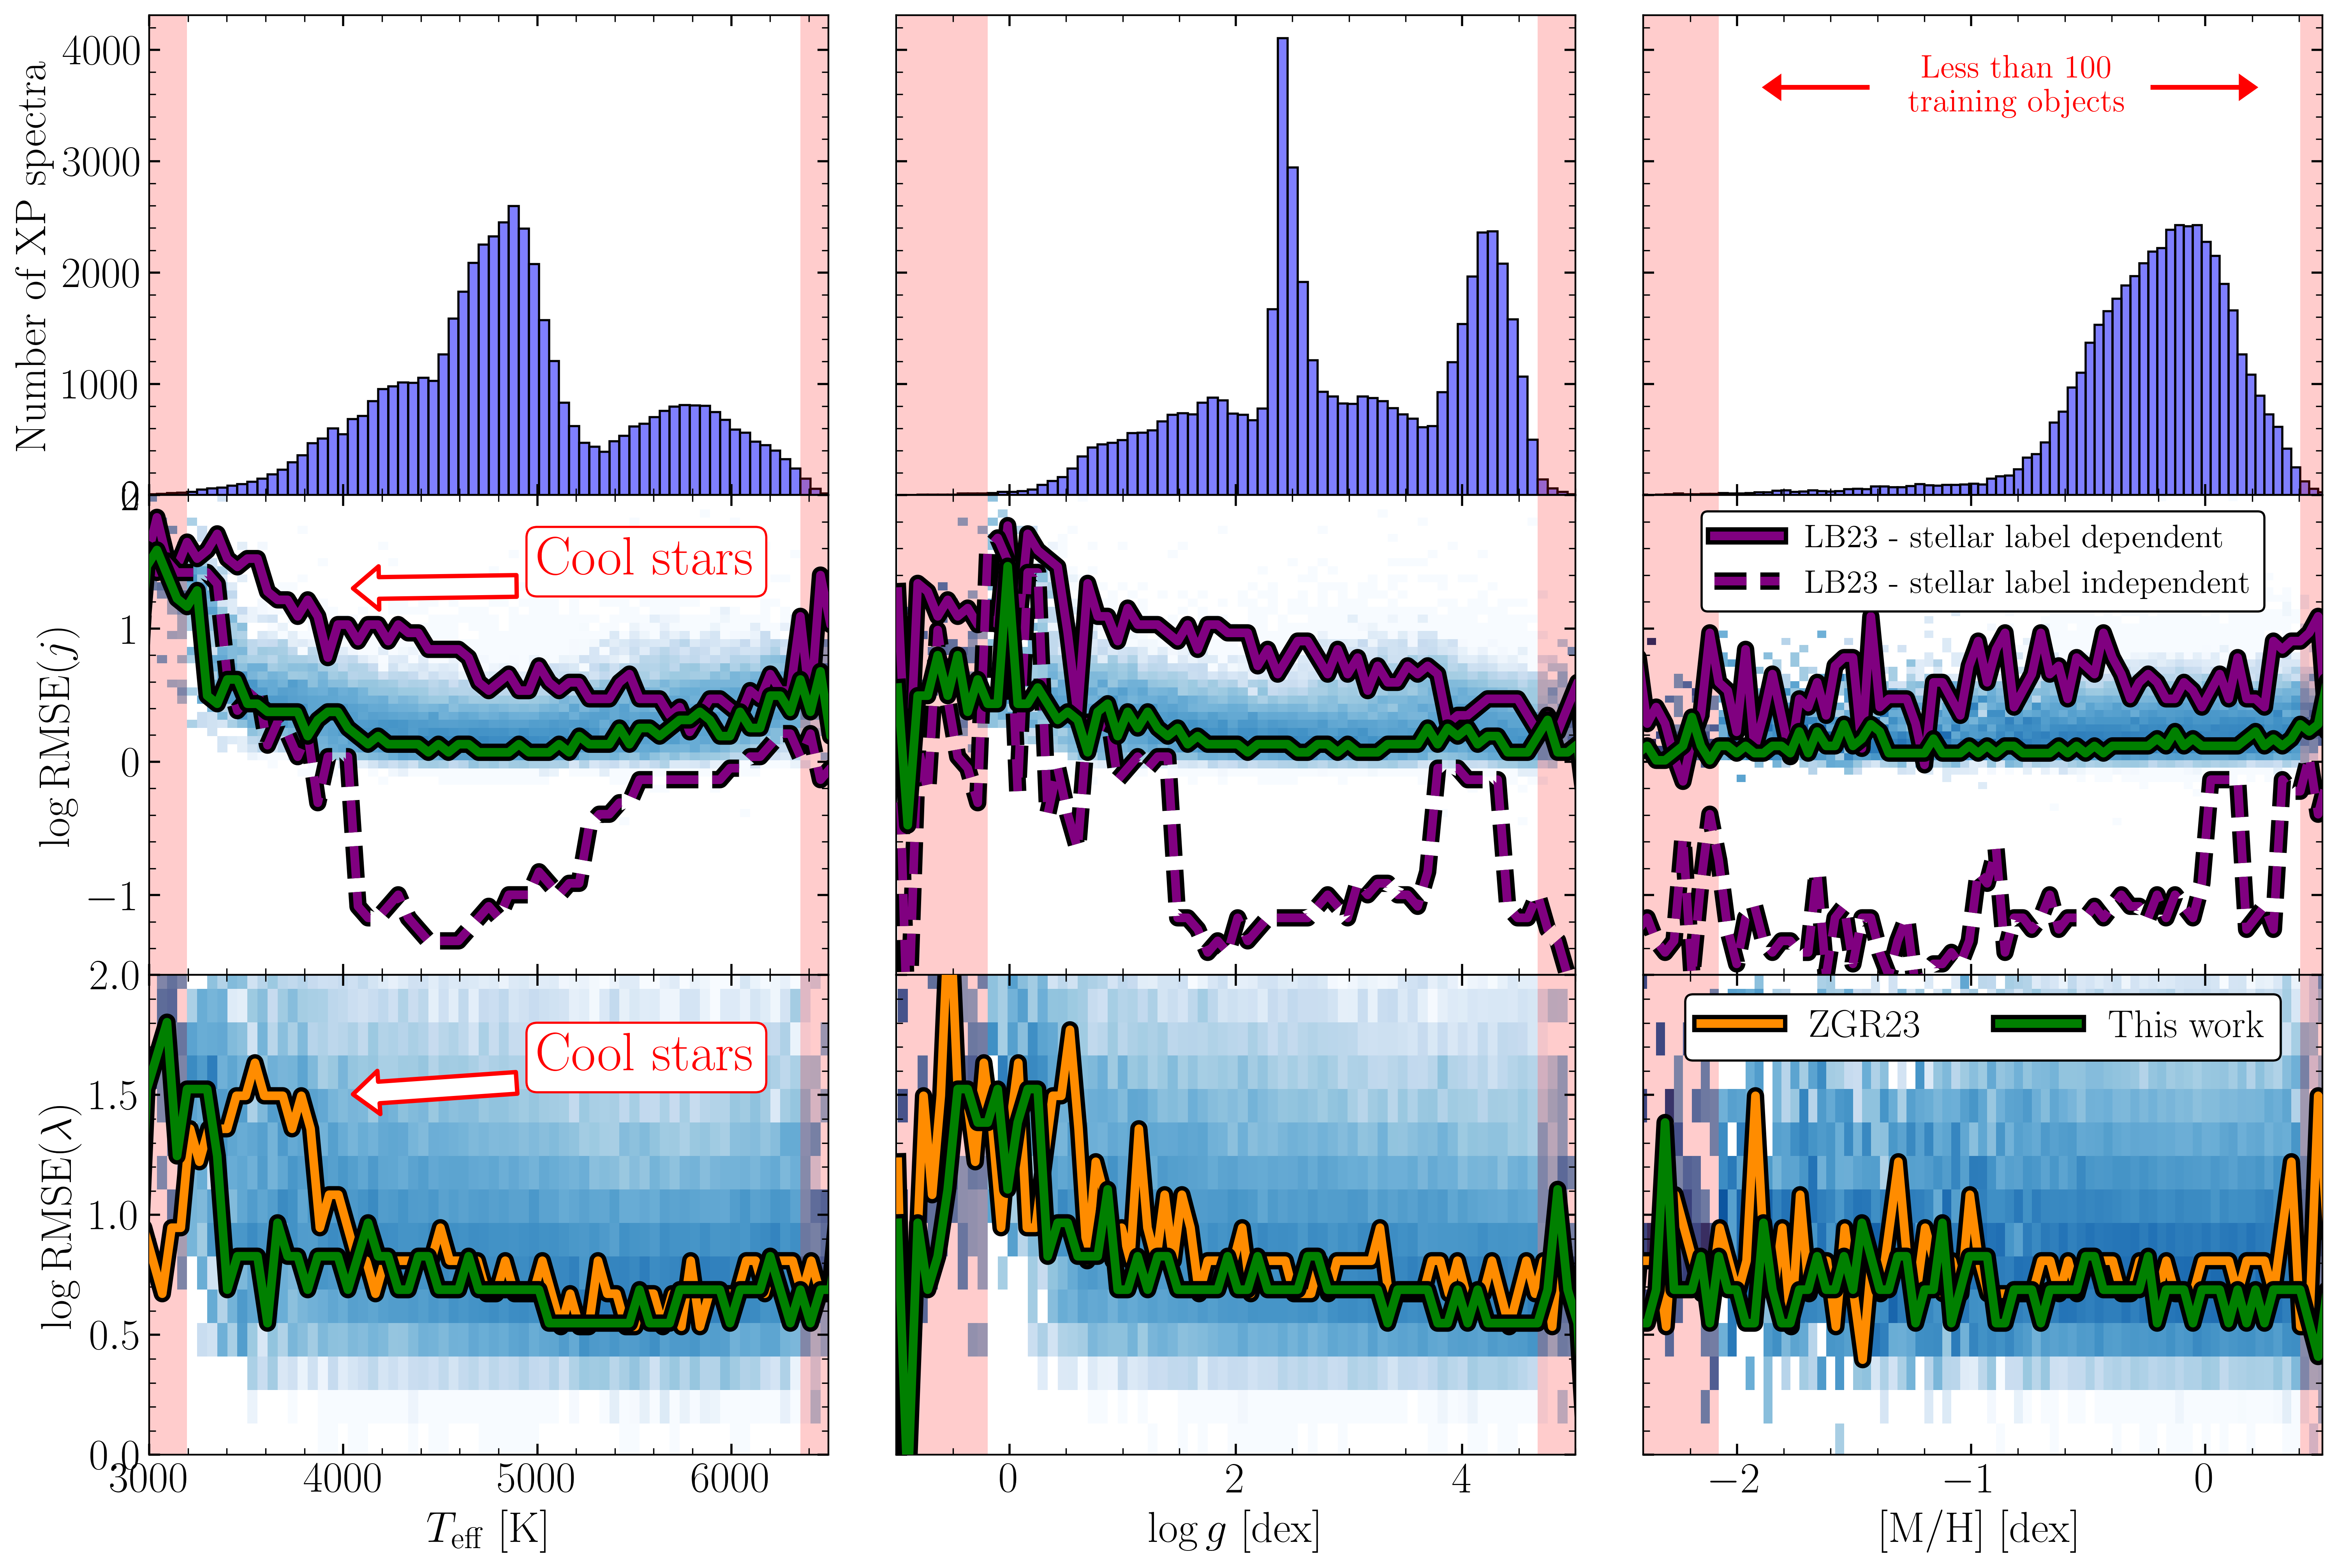 Number of XP spectra
4000
3000
2000
1000
0
Less than 100
training objects
log RMSE(j)
2
1
0
−1
Cool stars
LB23 - stellar label dependent
LB23 - stellar label independent
log RMSE(λ)
2.0
1.5
1.0
0.5
0.0
Cool stars
ZGR23
This work
3000 4000 5000 6000
0 2 4
−2 −1 0
T_eff [K]
log g [dex]
[M/H] [dex]